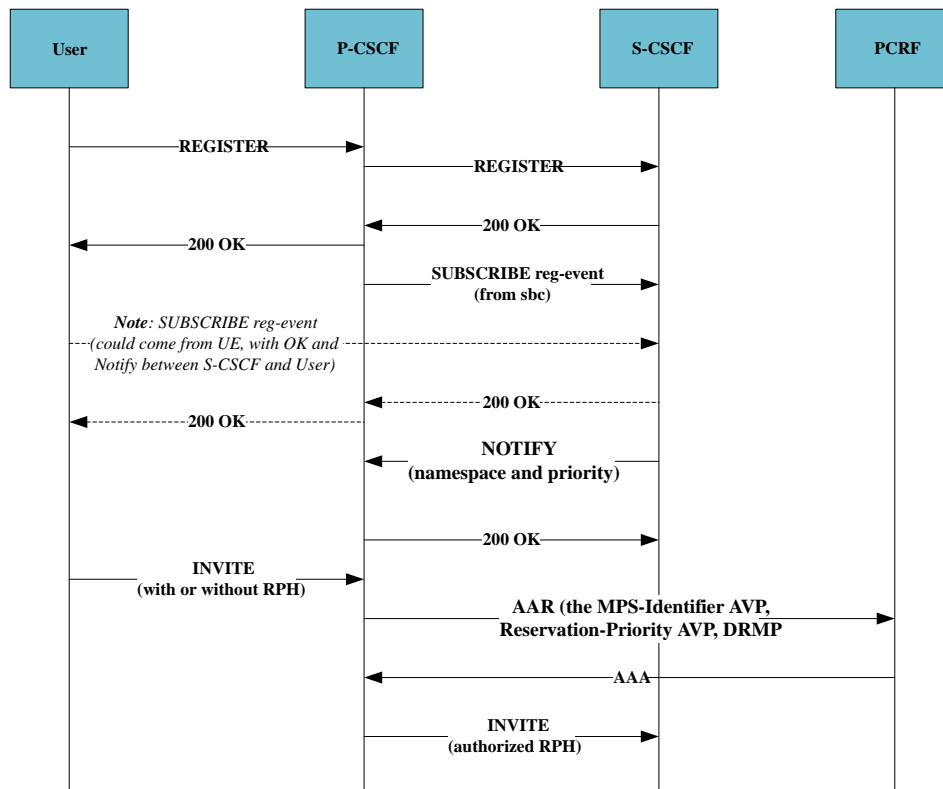 User
P-CSCF
S-CSCF
PCRF
REGISTER
REGISTER
200 OK
200 OK
SUBSCRIBE reg-event
(from sbc)
Note: SUBSCRIBE reg-event
(could come from UE, with OK and
Notify between S-CSCF and User)
200 OK
200 OK
NOTIFY
(namespace and priority)
200 OK
INVITE
(with or without RPH)
AAR (the MPS-Identifier AVP,
Reservation-Priority AVP, DRMP
AAA
INVITE
(authorized RPH)